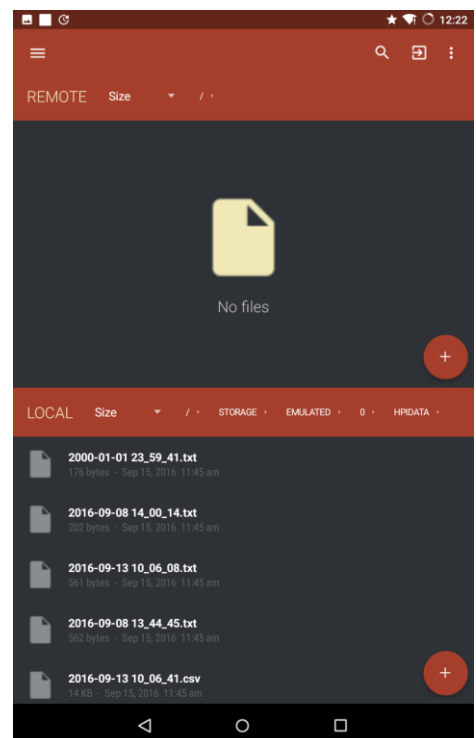 12:22
REMOTE Size / ›
No files
+
LOCAL Size / › STORAGE › EMULATED › 0 › HPIDATA ›
2000-01-01 23_59_41.txt
176 bytes - Sep 15, 2016 11:45 am
2016-09-08 14_00_14.txt
202 bytes - Sep 15, 2016 11:45 am
2016-09-13 10_06_08.txt
561 bytes - Sep 15, 2016 11:45 am
2016-09-08 13_44_45.txt
562 bytes - Sep 15, 2016 11:45 am
2016-09-13 10_06_41.csv
14 KB - Sep 15, 2016 11:45 am
+